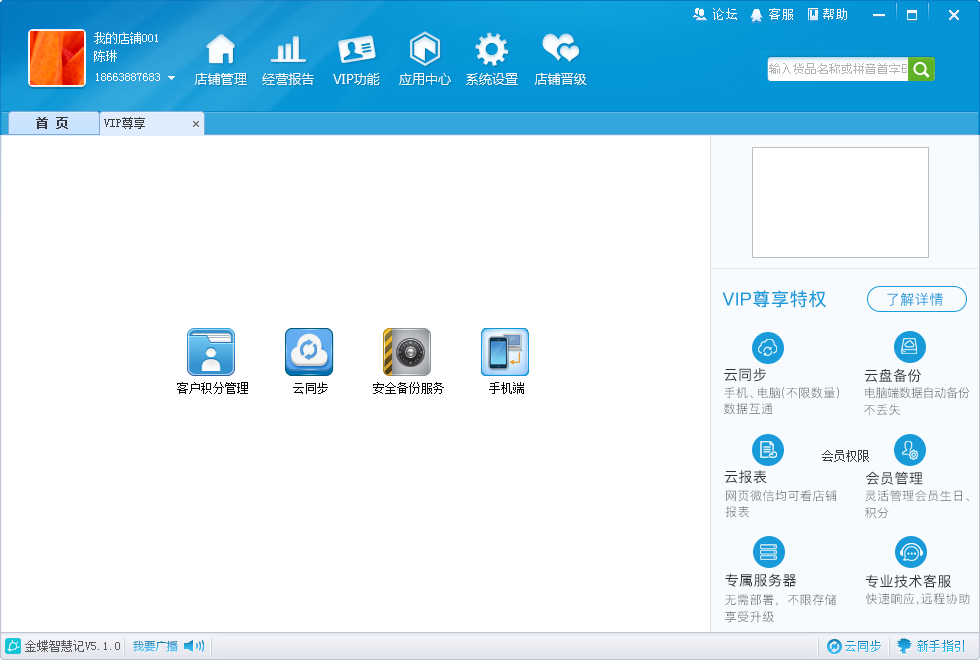 论坛 客服 帮助
我的店铺001
陈琳
18663887683
店铺管理 经营报告 VIP功能 应用中心 系统设置 店铺晋级
输入货品名称或拼音首字母
首 页 VIP尊享
客户积分管理 云同步 安全备份服务 手机端
VIP尊享特权 了解详情
云同步
手机、电脑(不限数量)
数据互通
云盘备份
电脑端数据自动备份
不丢失
云报表
网页微信均可看店铺
报表
会员权限
会员管理
灵活管理会员生日、
积分
专属服务器
无需部署，不限存储
享受升级
专业技术客服
快速响应,远程协助
金蝶智慧记V5.1.0 我要广播 云同步 新手指引